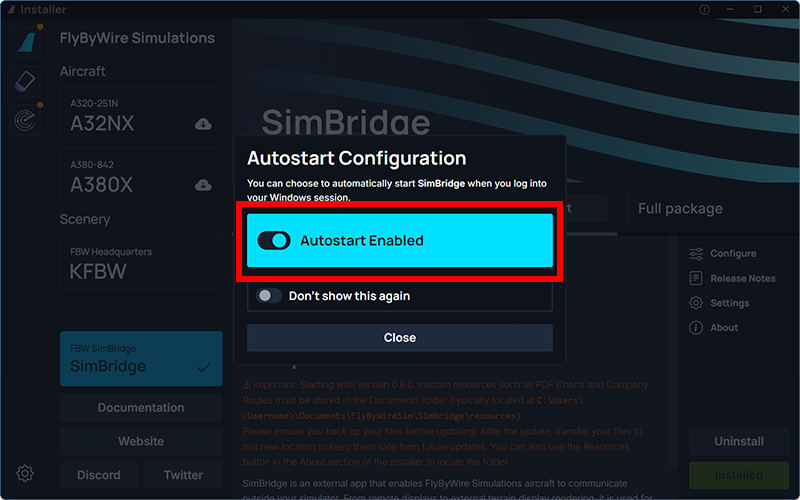 Installer
FlyByWire Simulations
Aircraft
A320-251N
A32NX
A380-842
A380X
Scenery
FBW Headquarters
KFBW
FBW SimBridge
SimBridge
Documentation
Website
Discord
Twitter
SimBridge
Autostart Configuration
You can choose to automatically start SimBridge when you log into
your Windows session.
Autostart Enabled
Don't show this again
Close
Full package
Configure
Release Notes
Settings
About
Important: Starting with version 0.6.0, custom resources such as PDF Charts and Company
Routes must be stored in the Documents folder (typically located at C:\Users\
<Username>\Documents\FlyByWireSim\Simbridge\resources)
Please ensure you back up your files before updating. After the update, transfer your files to
this new location to keep them safe from future updates. You can also use the Resources
button in the About section of the installer to locate the folder.
SimBridge is an external app that enables FlyByWire Simulations aircraft to communicate
outside your simulator. From remote displays to external terrain display rendering, it is used for
Uninstall
Installed